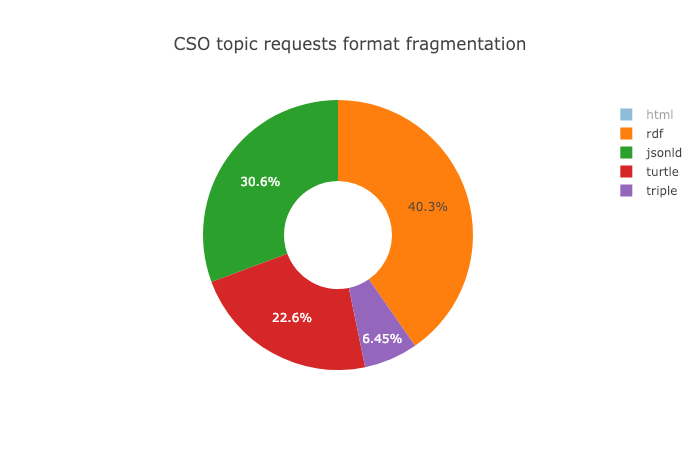 CSO topic requests format fragmentation
html
rdf
jsonld
turtle
triple
30.6%
40.3%
22.6%
6.45%